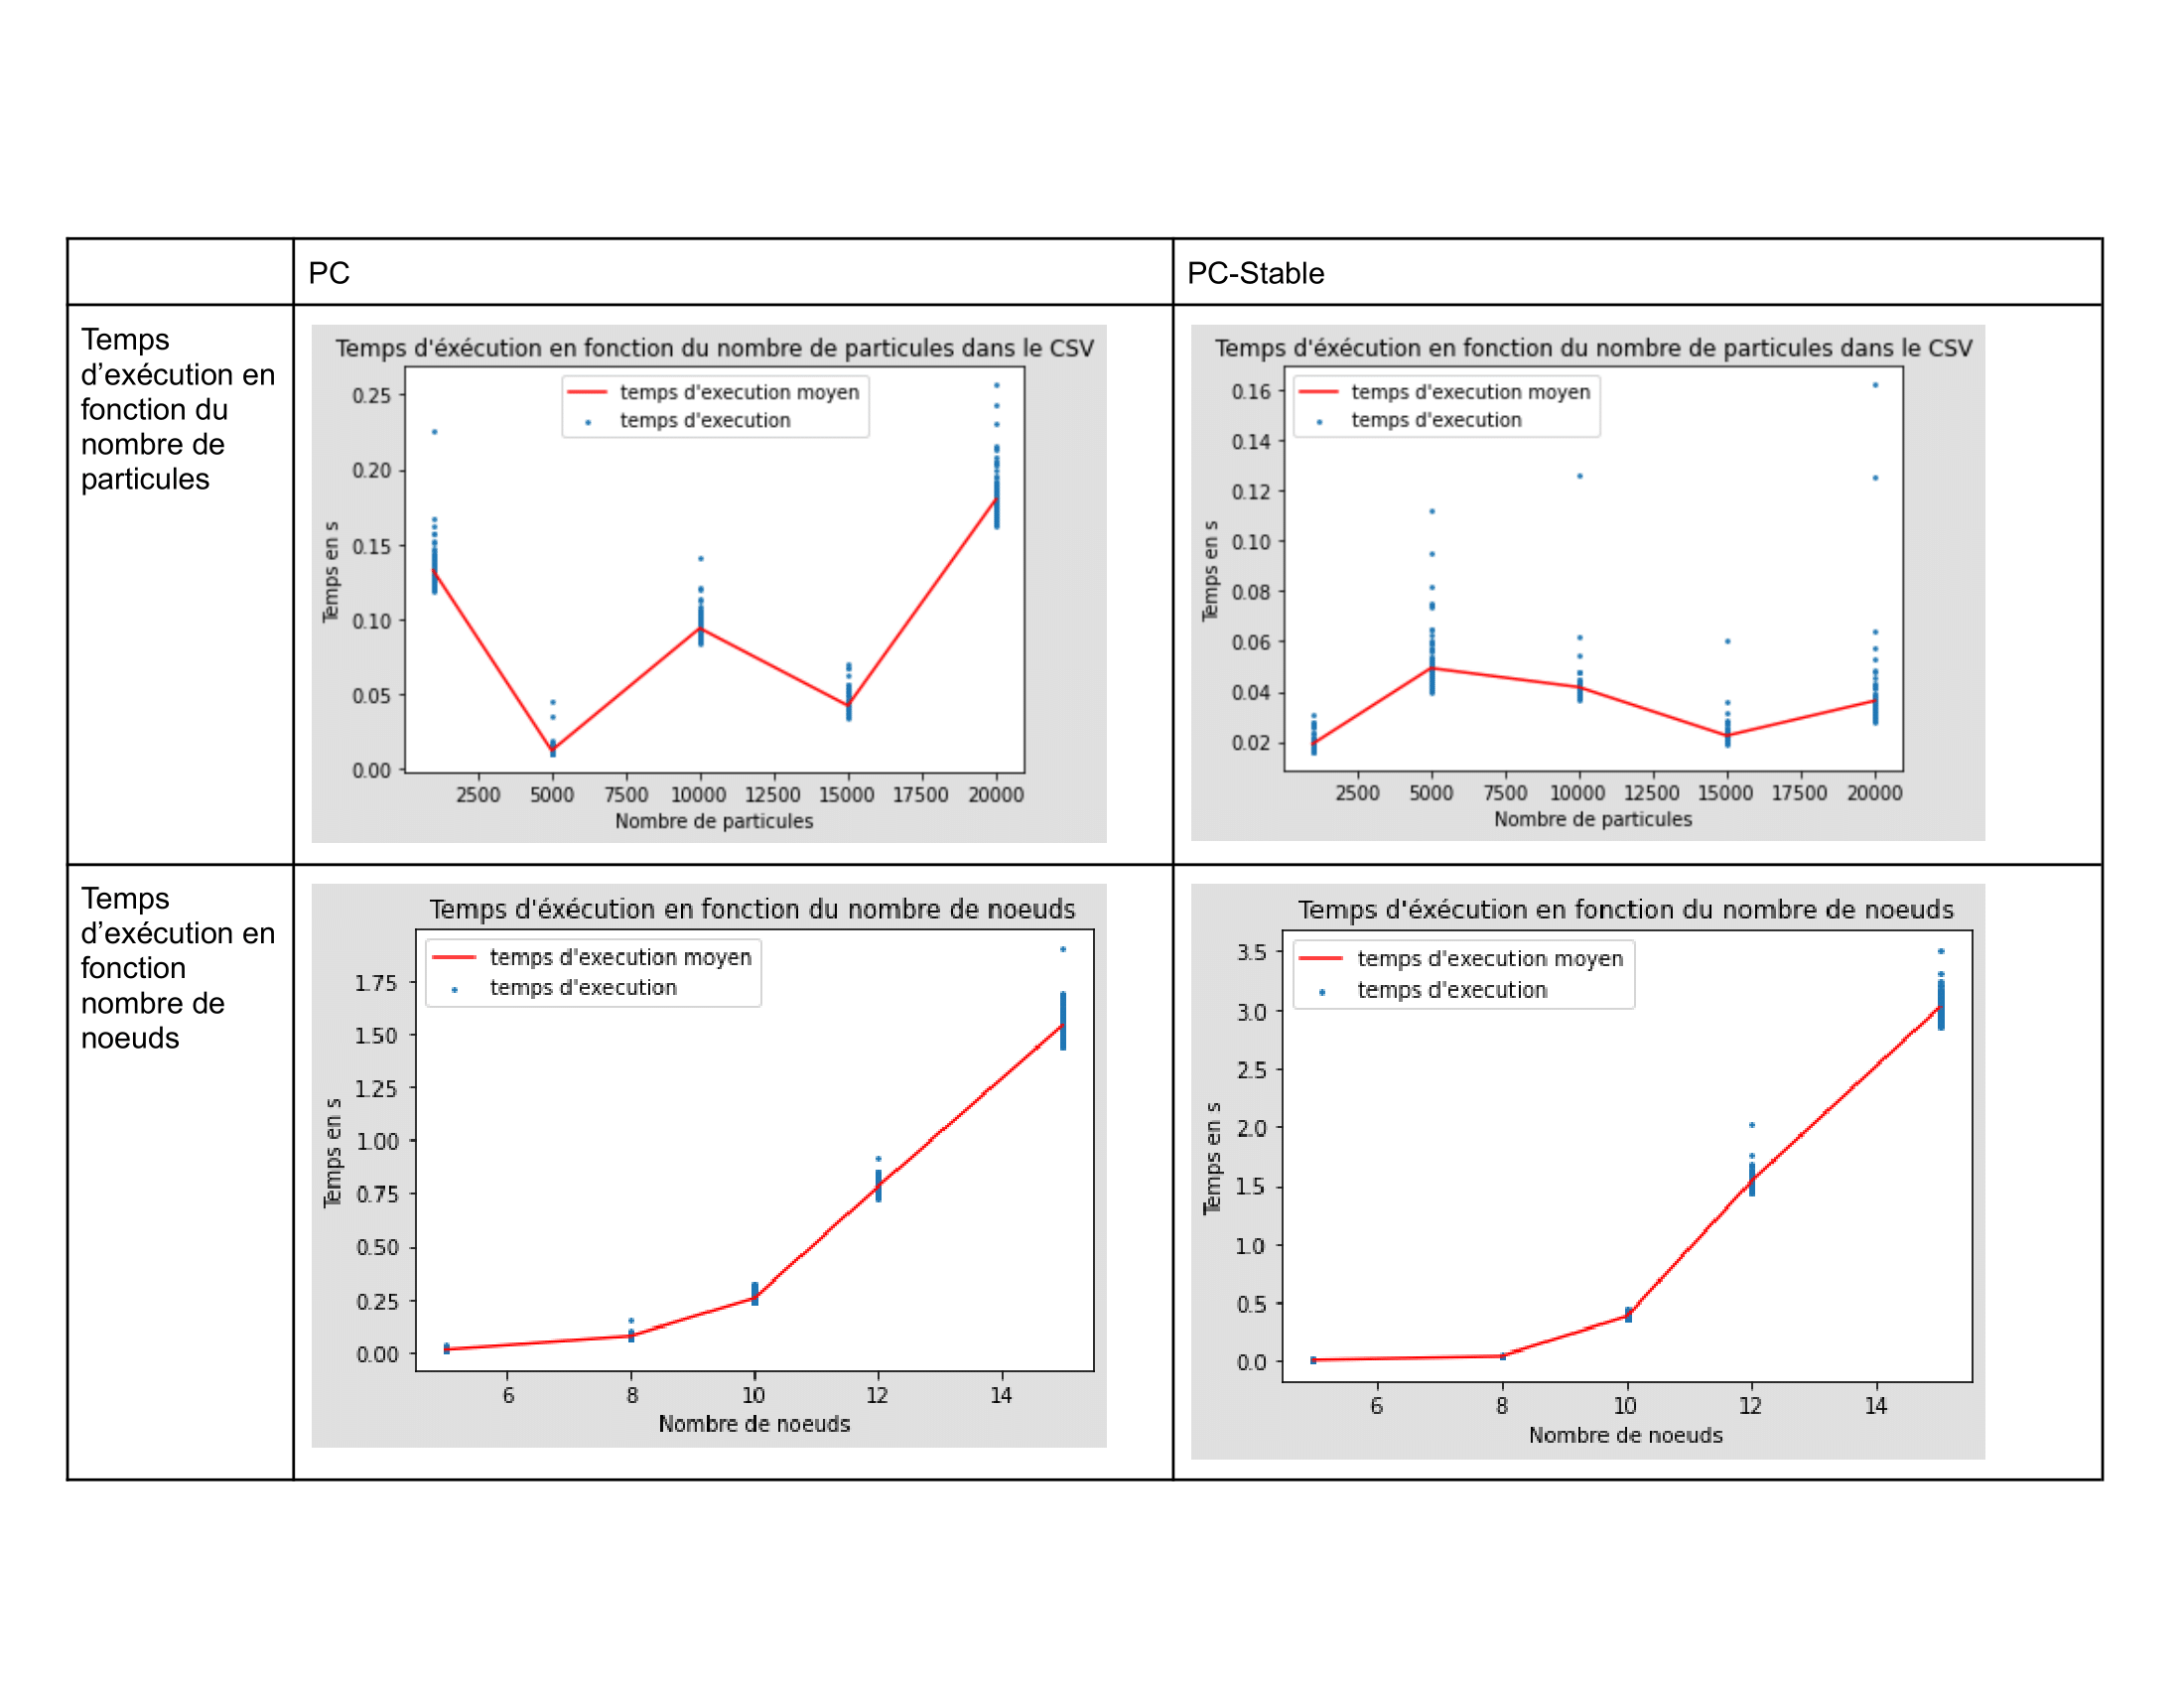 PC
PC-Stable
Temps
d’exécution en
fonction du
nombre de
particules
Temps d'éxécution en fonction du nombre de particules dans le CSV
temps d'execution moyen
temps d'execution
0.25
0.20
0.15
0.10
0.05
0.00
Temps en s
2500 5000 7500 10000 12500 15000 17500 20000
Nombre de particules
Temps d'éxécution en fonction du nombre de particules dans le CSV
temps d'execution moyen
temps d'execution
0.16
0.14
0.12
0.10
0.08
0.06
0.04
0.02
Temps en s
2500 5000 7500 10000 12500 15000 17500 20000
Nombre de particules
Temps
d’exécution en
fonction
nombre de
noeuds
Temps d'éxécution en fonction du nombre de noeuds
temps d'execution moyen
temps d'execution
1.75
1.50
1.25
1.00
0.75
0.50
0.25
0.00
Temps en s
6 8 10 12 14
Nombre de noeuds
Temps d'éxécution en fonction du nombre de noeuds
temps d'execution moyen
temps d'execution
3.5
3.0
2.5
2.0
1.5
1.0
0.5
0.0
Temps en s
6 8 10 12 14
Nombre de noeuds